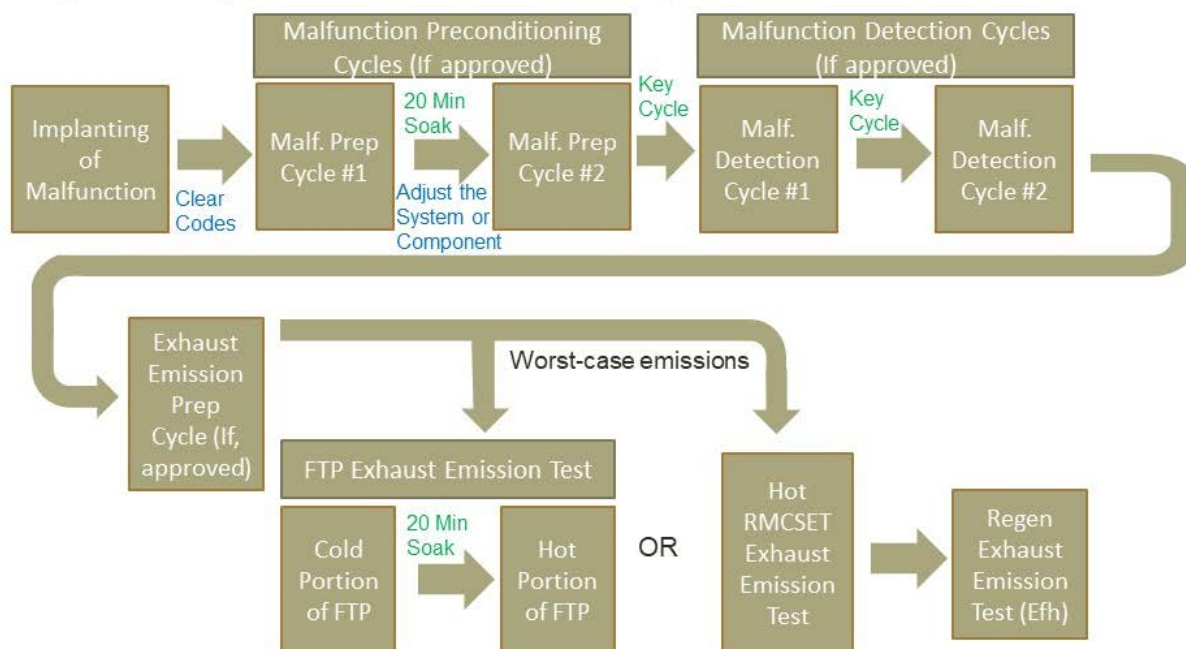 Malfunction Preconditioning
Cycles (If approved)
Malfunction Detection Cycles
(If approved)
Implanting
of
Malfunction
Clear
Codes
Malf. Prep
Cycle #1
20 Min
Soak
Adjust the
System or
Component
Malf. Prep
Cycle #2
Key
Cycle
Malf.
Detection
Cycle #1
Key
Cycle
Malf.
Detection
Cycle #2
Exhaust
Emission
Prep
Cycle (If,
approved)
Worst-case emissions
FTP Exhaust Emission Test
Cold
Portion
of FTP
20 Min
Soak
Hot
Portion
of FTP
OR
Hot
RMCSET
Exhaust
Emission
Test
Regen
Exhaust
Emission
Test (Efh)